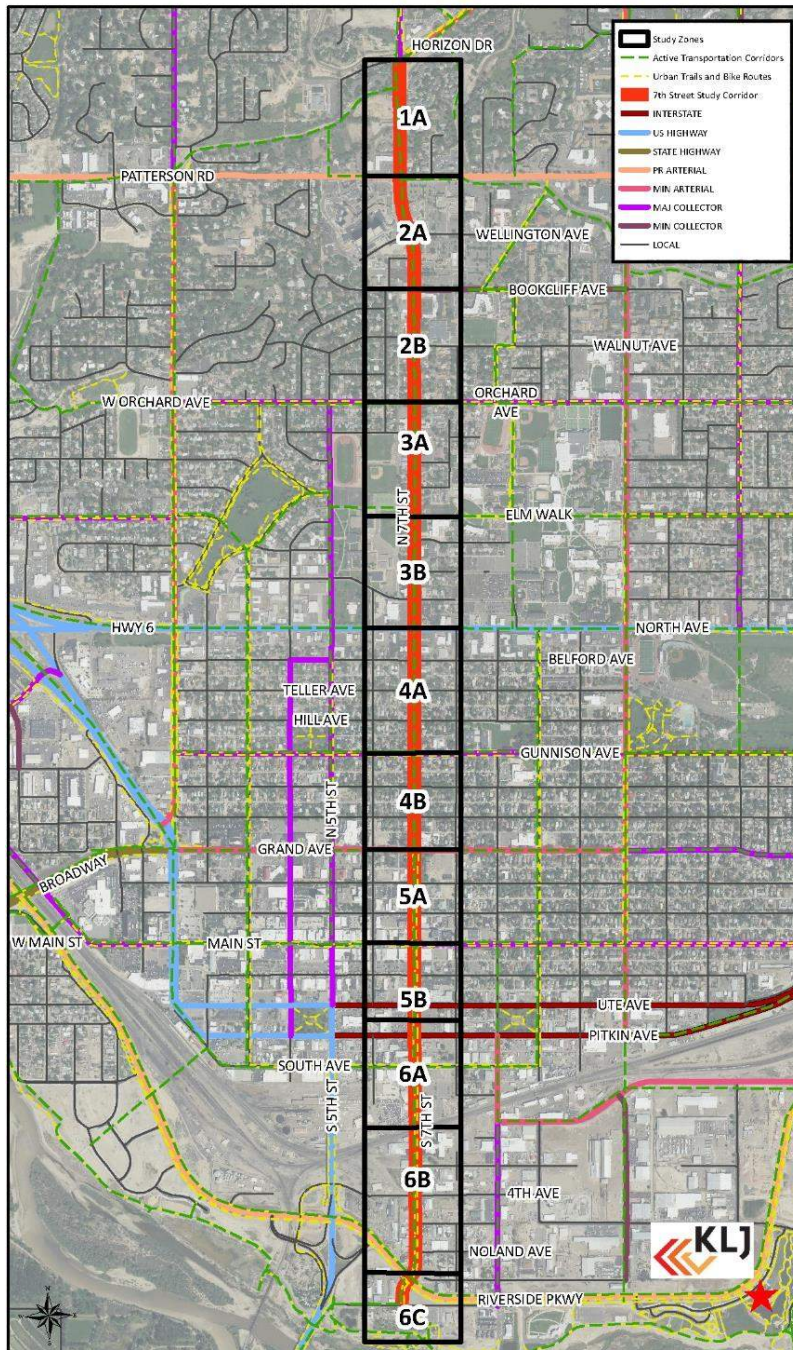 HORIZON DR
Study Zones
Active Transportation Corridors
Urban Trails and Bike Routes
7th Street Study Corridor
INTERSTATE
US HIGHWAY
STATE HIGHWAY
PR ARTERIAL
MIN ARTERIAL
MAJ COLLECTOR
MIN COLLECTOR
LOCAL
1A
PATTERSON RD
2A
WELLINGTON AVE
BOOKCLIFF AVE
2B
WALNUT AVE
W ORCHARD AVE
ORCHARD
AVE
3A
N 7TH ST
ELM WALK
3B
HWY 6
NORTH AVE
BELFORD AVE
TELLER AVE
4A
HILL AVE
GUNNISON AVE
N 5TH ST
4B
GRAND AVE
BROADWAY
5A
W MAIN ST
MAIN ST
5B
UTE AVE
PITKIN AVE
SOUTH AVE
6A
S 5TH ST
S 7TH ST
6B
4TH AVE
NOLAND AVE
KLJ
RIVERSIDE PKWY
6C
N
W
E
S